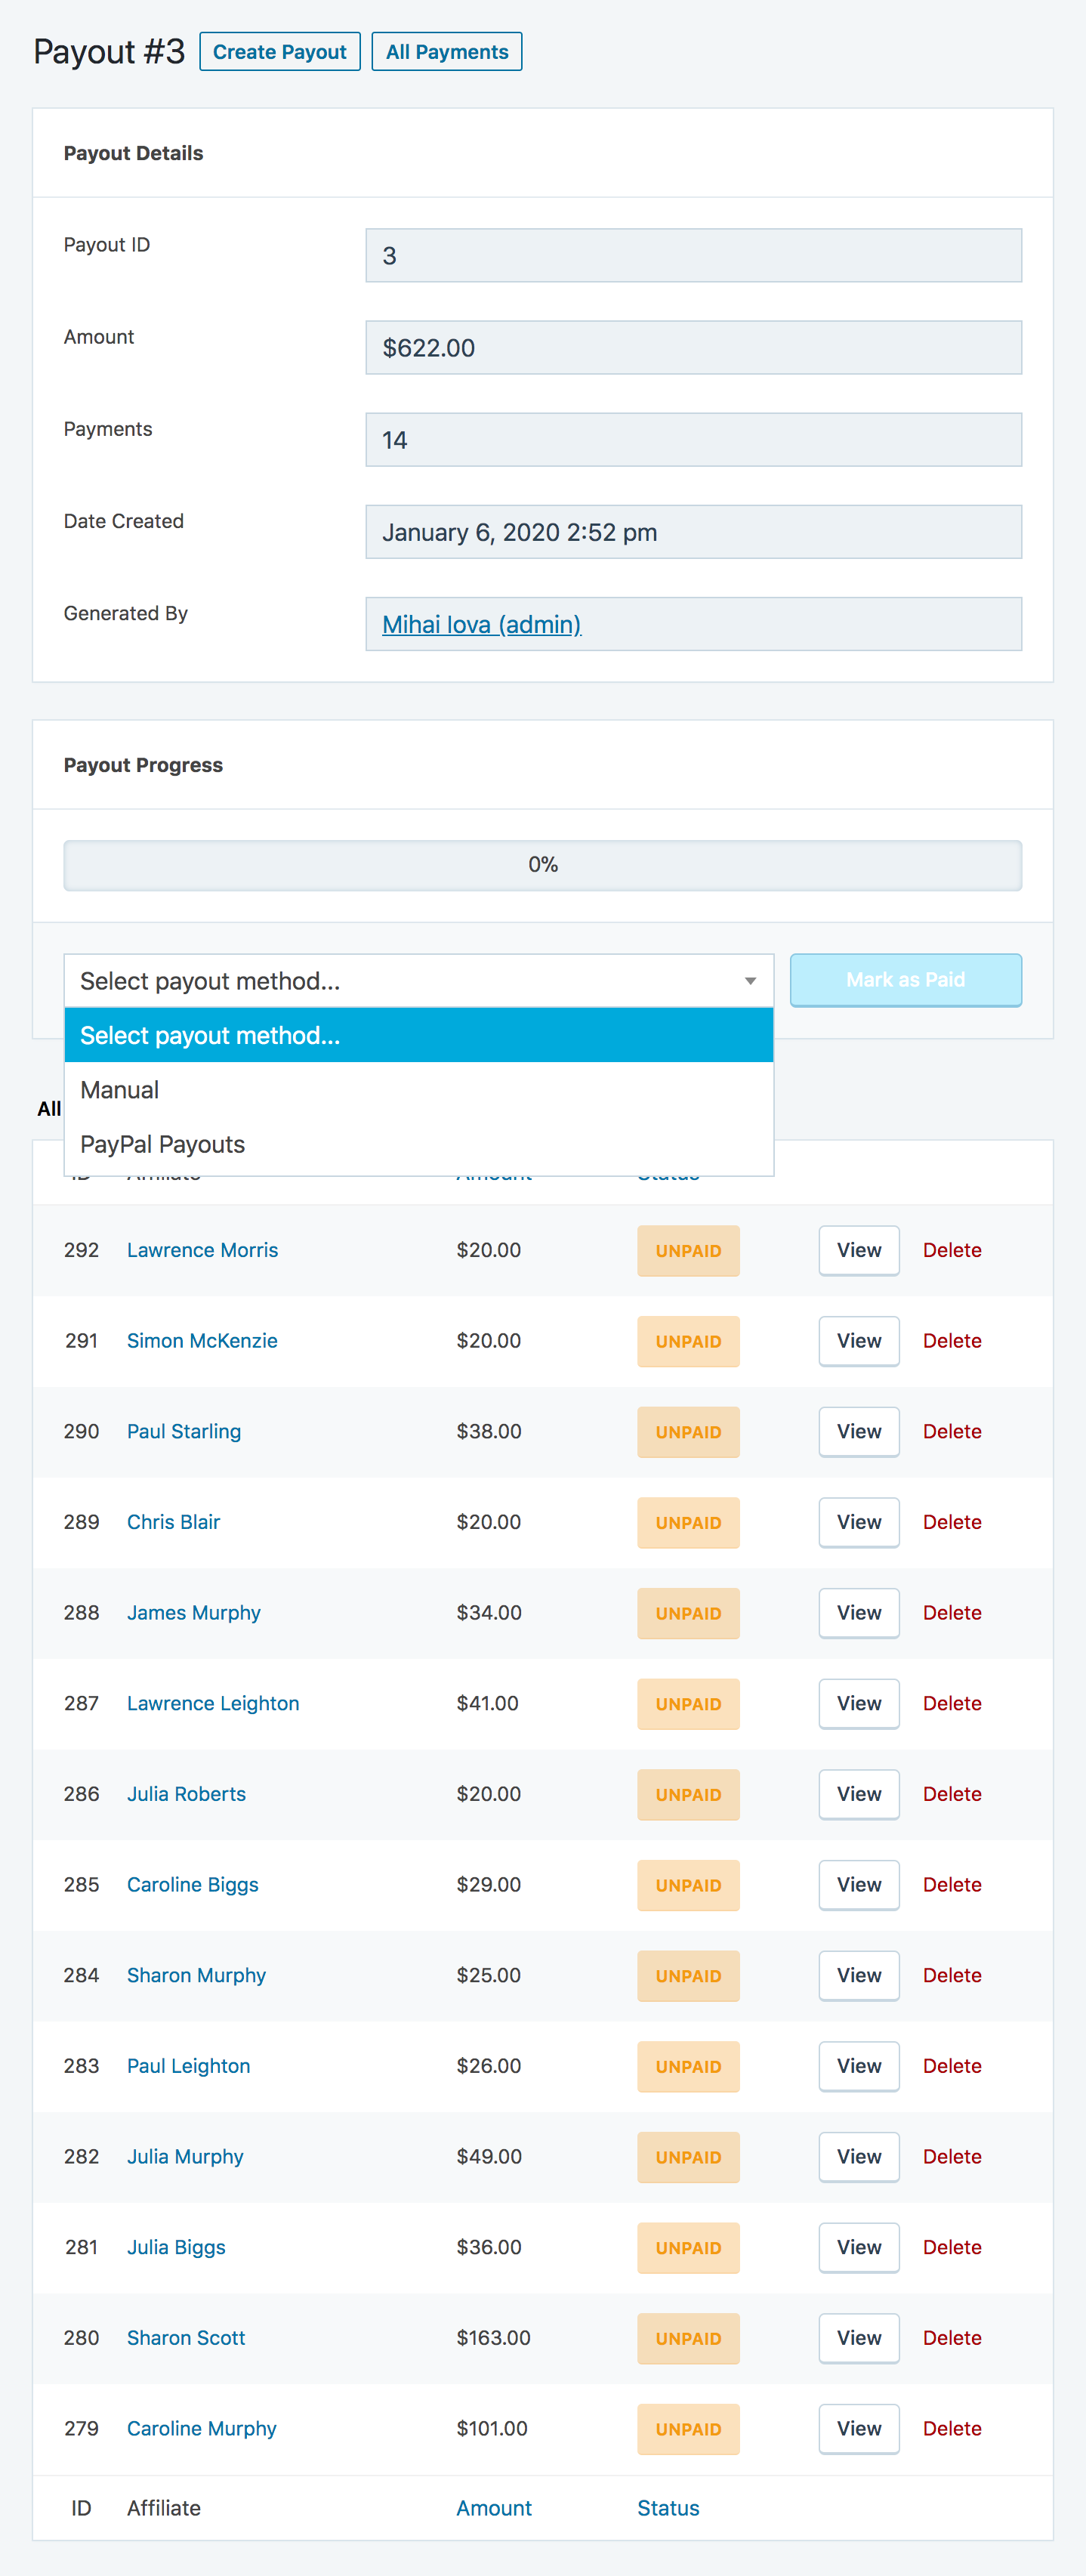 Payout #3 Create Payout All Payments
Payout Details
Payout ID 3
Amount $622.00
Payments 14
Date Created January 6, 2020 2:52 pm
Generated By Mihai Iova (admin)
Payout Progress
0%
Select payout method... Mark as Paid
Select payout method...
Manual
All
PayPal Payouts
ID Affiliate Amount Status
292 Lawrence Morris $20.00 UNPAID View Delete
291 Simon McKenzie $20.00 UNPAID View Delete
290 Paul Starling $38.00 UNPAID View Delete
289 Chris Blair $20.00 UNPAID View Delete
288 James Murphy $34.00 UNPAID View Delete
287 Lawrence Leighton $41.00 UNPAID View Delete
286 Julia Roberts $20.00 UNPAID View Delete
285 Caroline Biggs $29.00 UNPAID View Delete
284 Sharon Murphy $25.00 UNPAID View Delete
283 Paul Leighton $26.00 UNPAID View Delete
282 Julia Murphy $49.00 UNPAID View Delete
281 Julia Biggs $36.00 UNPAID View Delete
280 Sharon Scott $163.00 UNPAID View Delete
279 Caroline Murphy $101.00 UNPAID View Delete
ID Affiliate Amount Status